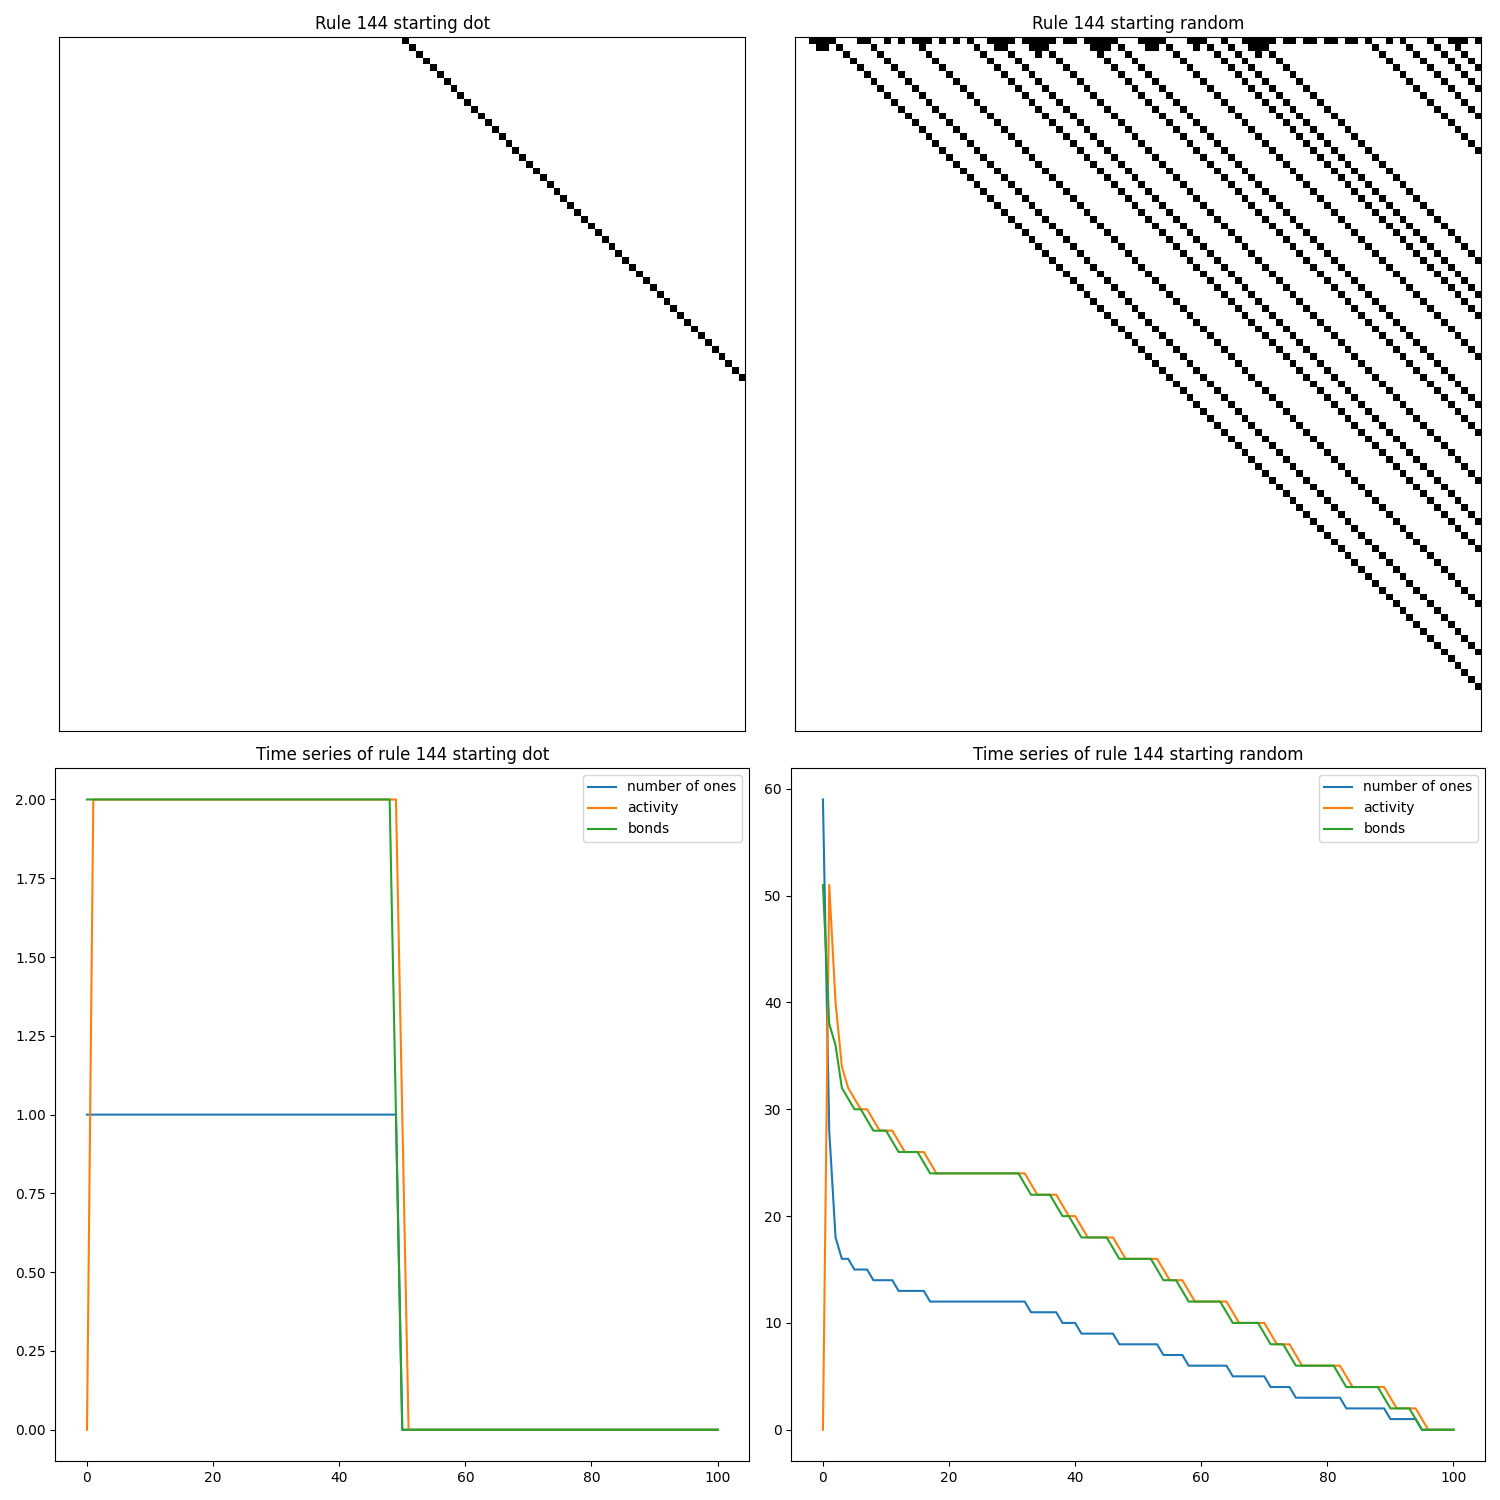 Rule 144 starting dot
Rule 144 starting random
Time series of rule 144 starting dot
number of ones
activity
bonds
2.00
1.75
1.50
1.25
1.00
0.75
0.50
0.25
0.00
0 20 40 60 80 100
Time series of rule 144 starting random
number of ones
activity
bonds
60
50
40
30
20
10
0
0 20 40 60 80 100